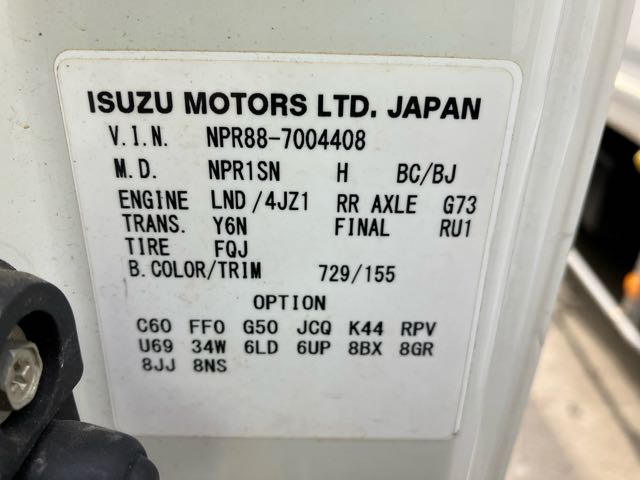 ISUZU MOTORS LTD. JAPAN
V.I.N. NPR88-7004408
M.D. NPR1SN H BC/BJ
ENGINE LND/4JZ1 RR AXLE G73
TRANS. Y6N FINAL RU1
TIRE FQJ
B.COLOR/TRIM 729/155
OPTION
C60 FF0 G50 JCQ K44 RPV
U69 34W 6LD 6UP 8BX 8GR
8JJ 8NS